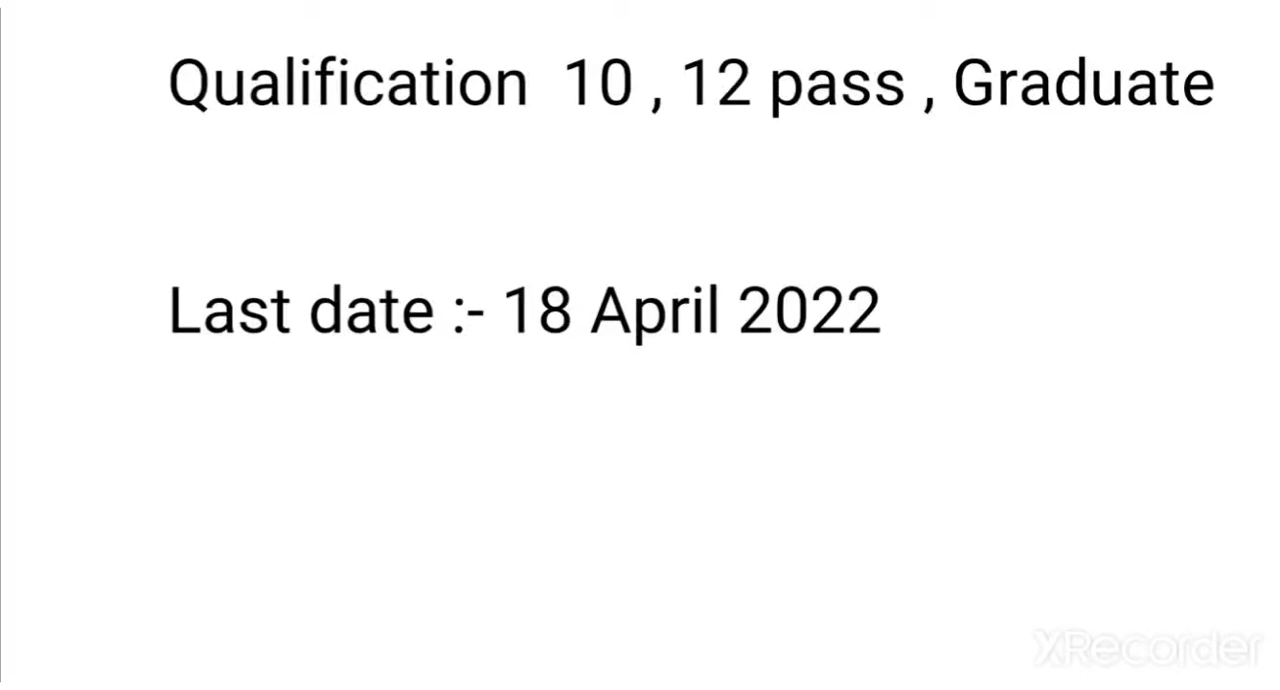 Qualification 10 , 12 pass , Graduate
Last date :- 18 April 2022
XRecorder